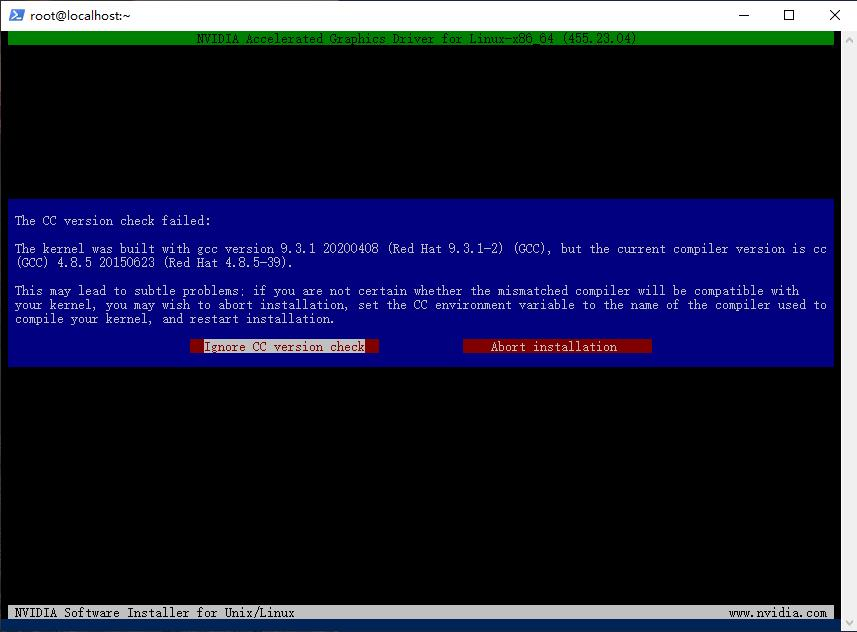 root@localhost:~
NVIDIA Accelerated Graphics Driver for Linux-x86_64 (455.23.04)
The CC version check failed:
The kernel was built with gcc version 9.3.1 20200408 (Red Hat 9.3.1-2) (GCC), but the current compiler version is cc
(GCC) 4.8.5 20150623 (Red Hat 4.8.5-39).
This may lead to subtle problems; if you are not certain whether the mismatched compiler will be compatible with
your kernel, you may wish to abort installation, set the CC environment variable to the name of the compiler used to
compile your kernel, and restart installation.
Ignore CC version check Abort installation
NVIDIA Software Installer for Unix/Linux www.nvidia.com